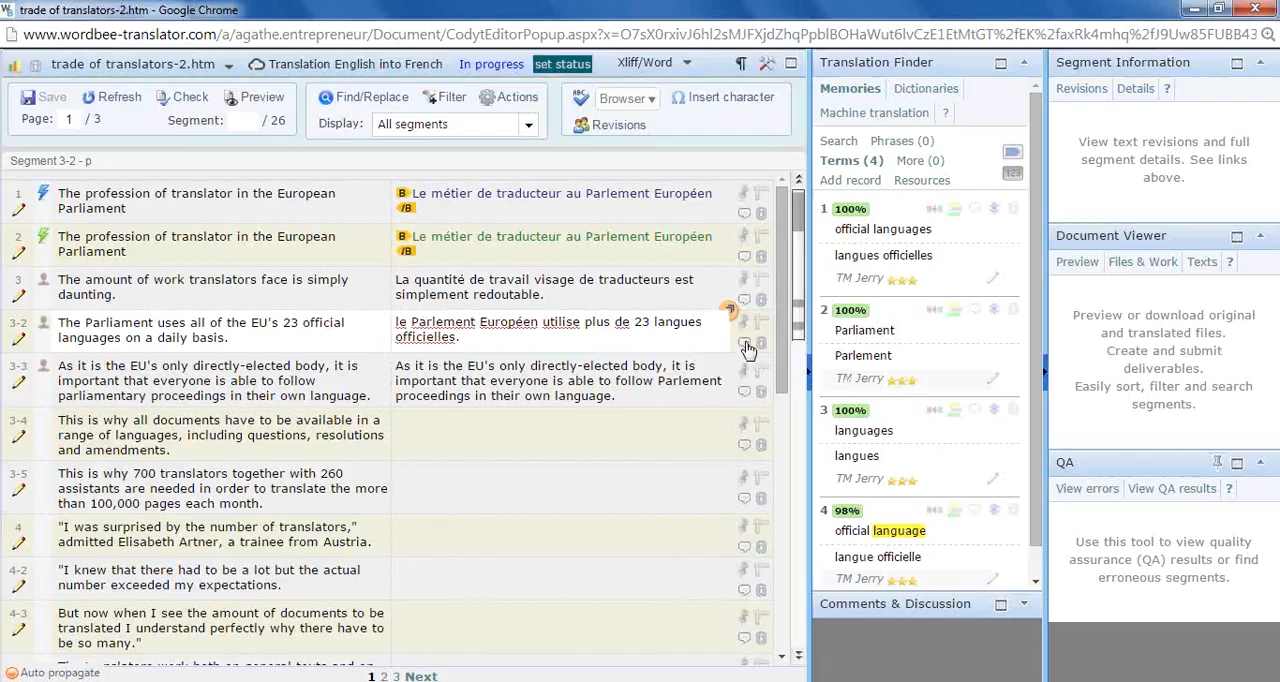 trade of translators-2.htm - Google Chrome
www.wordbee-translator.com/a/agathe.entrepreneur/Document/CodytEditorPopup.aspx?x=O7sX0rxivJ6hl2sMJFXjdZhqPpblBOHaWut6lvCzE1EtMtGT%2fEK%2faxRk4mhq%2fJ9Uw85FUBB43
trade of translators-2.htm
Translation English into French
In progress
set status
Xliff/Word
Save
Refresh
Check
Preview
Page: 1 / 3
Segment: / 26
Find/Replace
Filter
Actions
Display: All segments
Browser
Insert character
Revisions
Segment 3-2 - p
1 The profession of translator in the European
Parliament
B Le métier de traducteur au Parlement Européen
/B
2 The profession of translator in the European
Parliament
B Le métier de traducteur au Parlement Européen
/B
3 The amount of work translators face is simply
daunting.
La quantité de travail visage de traducteurs est
simplement redoutable.
3-2 The Parliament uses all of the EU's 23 official
languages on a daily basis.
le Parlement Européen utilise plus de 23 langues
officielles.
3-3 As it is the EU's only directly-elected body, it is
important that everyone is able to follow
parliamentary proceedings in their own language.
As it is the EU's only directly-elected body, it is
important that everyone is able to follow Parlement
proceedings in their own language.
3-4 This is why all documents have to be available in a
range of languages, including questions, resolutions
and amendments.
3-5 This is why 700 translators together with 260
assistants are needed in order to translate the more
than 100,000 pages each month.
4 "I was surprised by the number of translators,"
admitted Elisabeth Artner, a trainee from Austria.
4-2 "I knew that there had to be a lot but the actual
number exceeded my expectations.
4-3 But now when I see the amount of documents to be
translated I understand perfectly why there have to
be so many."
Auto propagate
1 2 3 Next
Translation Finder
Memories
Dictionaries
Machine translation ?
Search
Phrases (0)
Terms (4)
More (0)
Add record
Resources
123
1 100%
official languages
langues officielles
TM Jerry
2 100%
Parliament
Parlement
TM Jerry
3 100%
languages
langues
TM Jerry
4 98%
official language
langue officielle
TM Jerry
Comments & Discussion
Segment Information
Revisions
Details
?
View text revisions and full
segment details. See links
above.
Document Viewer
Preview
Files & Work
Texts
?
Preview or download original
and translated files.
Create and submit
deliverables.
Easily sort, filter and search
segments.
QA
View errors
View QA results
?
Use this tool to view quality
assurance (QA) results or find
erroneous segments.